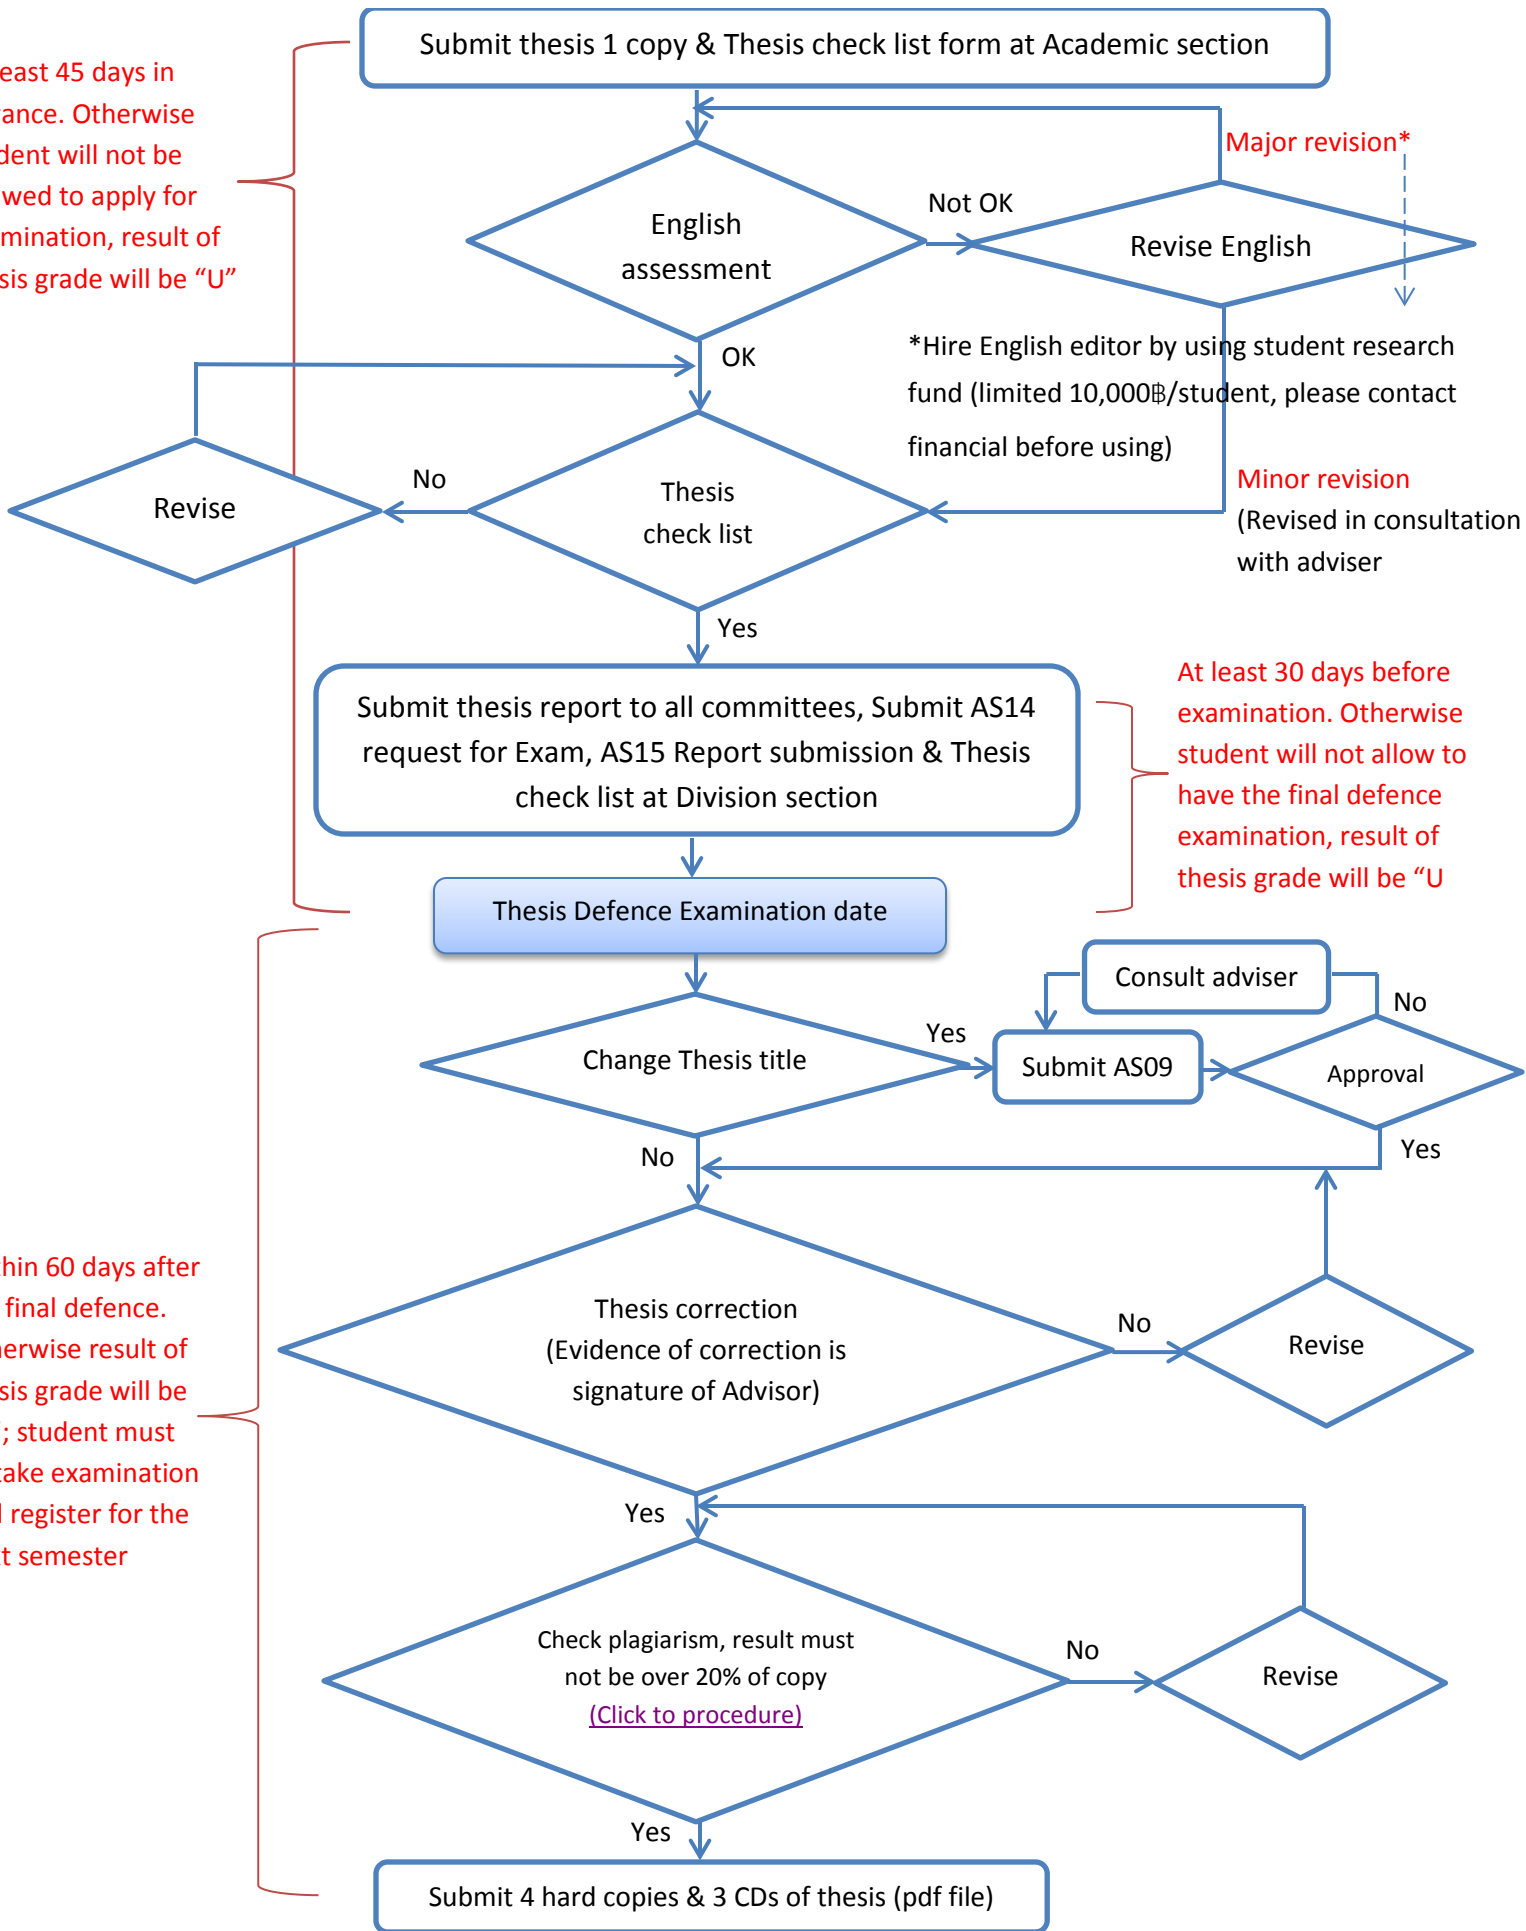 Submit thesis 1 copy & Thesis check list form at Academic section
east 45 days in
ance. Otherwise
dent will not be
wed to apply for
mination, result of
sis grade will be “U”
Major revision*
English
assessment
Not OK
Revise English
OK
*Hire English editor by using student research
fund (limited 10,000฿/student, please contact
financial before using)
Minor revision
(Revised in consultation
with adviser
Revise
No
Thesis
check list
Yes
Submit thesis report to all committees, Submit AS14
request for Exam, AS15 Report submission & Thesis
check list at Division section
At least 30 days before
examination. Otherwise
student will not allow to
have the final defence
examination, result of
thesis grade will be “U
Thesis Defence Examination date
Consult adviser
No
Change Thesis title
Yes
Submit AS09
Approval
Yes
No
thin 60 days after
final defence.
erwise result of
sis grade will be
; student must
take examination
register for the
t semester
Thesis correction
(Evidence of correction is
signature of Advisor)
No
Revise
Yes
Check plagiarism, result must
not be over 20% of copy
(Click to procedure)
No
Revise
Yes
Submit 4 hard copies & 3 CDs of thesis (pdf file)